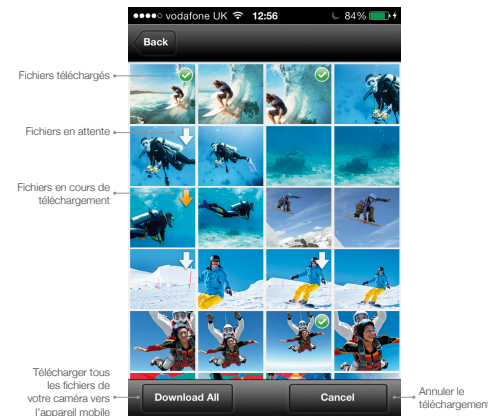 vodafone UK 12:56 84%
Back
Fichiers téléchargés
Fichiers en attente
Fichiers en cours de
téléchargement
Télécharger tous
les fichiers de
votre caméra vers
l'appareil mobile
Download All
Cancel
Annuler le
téléchargement